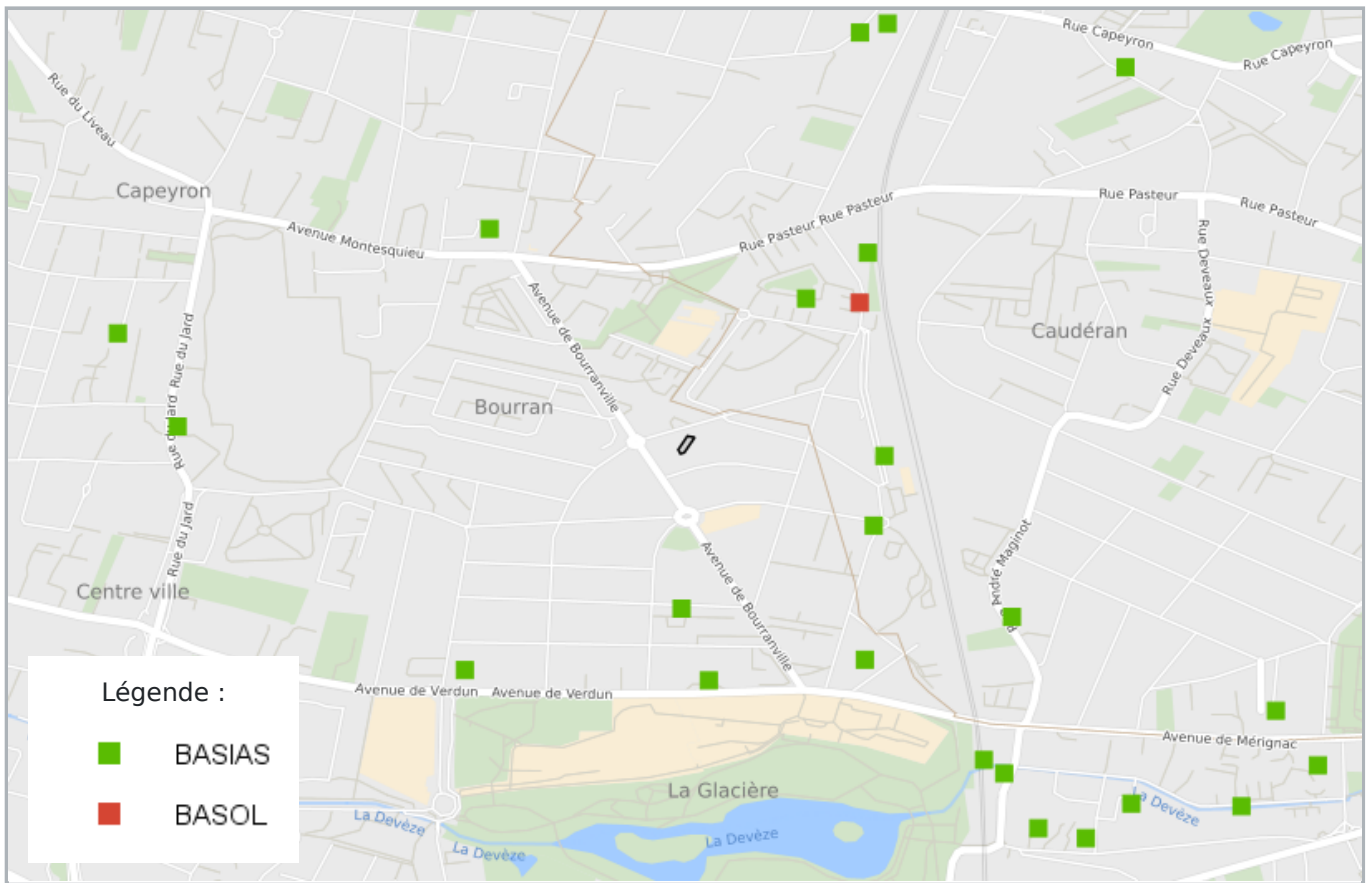 Rue Capeyron
Rue Capeyron
Rue du Liveau
Capeyron
Rue Pasteur
Rue Pasteur
Rue Pasteur Rue Pasteur
Avenue Montesquieu
Rue Deveaux
Rue Deveaux
Avenue de Bourranville
Caudéran
Rue du Jard
Rue du Jard
Bourran
Rue du Jard
André Maginot
Avenue de Bourranville
Centre ville
Avenue de Verdun
Avenue de Verdun
Avenue de Mérignac
La Glacière
La Devèze
La Devèze
La Devèze
La Devèze
Légende :
BASIAS
BASOL